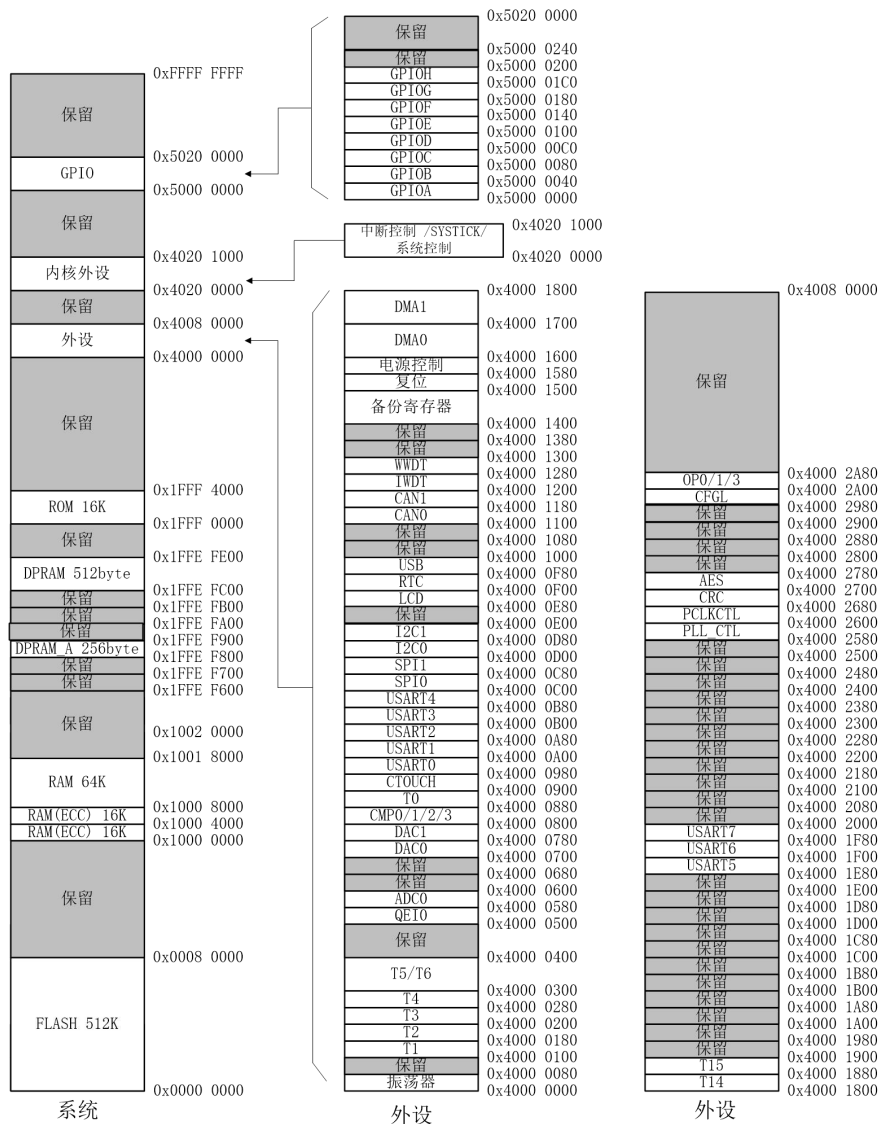 0xFFFF FFFF
保留
0x5020 0000
GPIO
0x5000 0000
保留
0x4020 1000
内核外设
0x4020 0000
保留
0x4008 0000
外设
0x4000 0000
保留
0x1FFF 4000
ROM 16K
0x1FFF 0000
保留
0x1FFE FE00
DPRAM 512byte
0x1FFE FC00
保留
0x1FFE FB00
保留
0x1FFE FA00
保留
0x1FFE F900
DPRAM_A 256byte
0x1FFE F800
保留
0x1FFE F700
保留
0x1FFE F600
保留
0x1002 0000
0x1001 8000
RAM 64K
0x1000 8000
RAM(ECC) 16K
0x1000 4000
RAM(ECC) 16K
0x1000 0000
保留
0x0008 0000
FLASH 512K
0x0000 0000
系统
0x5020 0000
保留
0x5000 0240
保留
0x5000 0200
GPIOH
0x5000 01C0
GPIOG
0x5000 0180
GPIOF
0x5000 0140
GPIOE
0x5000 0100
GPIOD
0x5000 00C0
GPIOC
0x5000 0080
GPIOB
0x5000 0040
GPIOA
0x5000 0000
0x4020 1000
中断控制 /SYSTICK/
系统控制
0x4020 0000
0x4000 1800
DMA1
0x4000 1700
DMA0
0x4000 1600
电源控制
0x4000 1580
复位
0x4000 1500
备份寄存器
0x4000 1400
保留
0x4000 1380
保留
0x4000 1300
WWDT
0x4000 1280
IWDT
0x4000 1200
CAN1
0x4000 1180
CAN0
0x4000 1100
保留
0x4000 1080
保留
0x4000 1000
USB
0x4000 0F80
RTC
0x4000 0F00
LCD
0x4000 0E80
保留
0x4000 0E00
I2C1
0x4000 0D80
I2C0
0x4000 0D00
SPI1
0x4000 0C80
SPI0
0x4000 0C00
USART4
0x4000 0B80
USART3
0x4000 0B00
USART2
0x4000 0A80
USART1
0x4000 0A00
USART0
0x4000 0980
CTOUCH
0x4000 0900
T0
0x4000 0880
CMP0/1/2/3
0x4000 0800
DAC1
0x4000 0780
DAC0
0x4000 0700
保留
0x4000 0680
保留
0x4000 0600
ADC0
0x4000 0580
QEI0
0x4000 0500
保留
0x4000 0400
T5/T6
0x4000 0300
T4
0x4000 0280
T3
0x4000 0200
T2
0x4000 0180
T1
0x4000 0100
保留
0x4000 0080
振荡器
0x4000 0000
外设
0x4008 0000
保留
0x4000 2A80
OP0/1/3
0x4000 2A00
CFGL
0x4000 2980
保留
0x4000 2900
保留
0x4000 2880
保留
0x4000 2800
保留
0x4000 2780
AES
0x4000 2700
CRC
0x4000 2680
PCLKCTL
0x4000 2600
PLL_CTL
0x4000 2580
保留
0x4000 2500
保留
0x4000 2480
保留
0x4000 2400
保留
0x4000 2380
保留
0x4000 2300
保留
0x4000 2280
保留
0x4000 2200
保留
0x4000 2180
保留
0x4000 2100
保留
0x4000 2080
保留
0x4000 2000
USART7
0x4000 1F80
USART6
0x4000 1F00
USART5
0x4000 1E80
保留
0x4000 1E00
保留
0x4000 1D80
保留
0x4000 1D00
保留
0x4000 1C80
保留
0x4000 1C00
保留
0x4000 1B80
保留
0x4000 1B00
保留
0x4000 1A80
保留
0x4000 1A00
保留
0x4000 1980
保留
0x4000 1900
T15
0x4000 1880
T14
0x4000 1800
外设